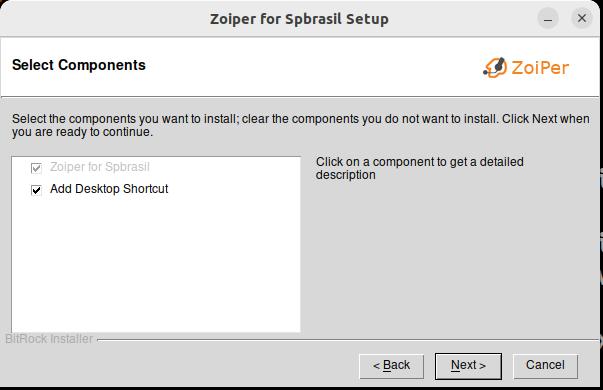 Zoiper for Spbrasil Setup
Select Components
ZoiPer
Select the components you want to install; clear the components you do not want to install. Click Next when
you are ready to continue.
Zoiper for Spbrasil
Add Desktop Shortcut
Click on a component to get a detailed
description
BitRock Installer
< Back
Next >
Cancel